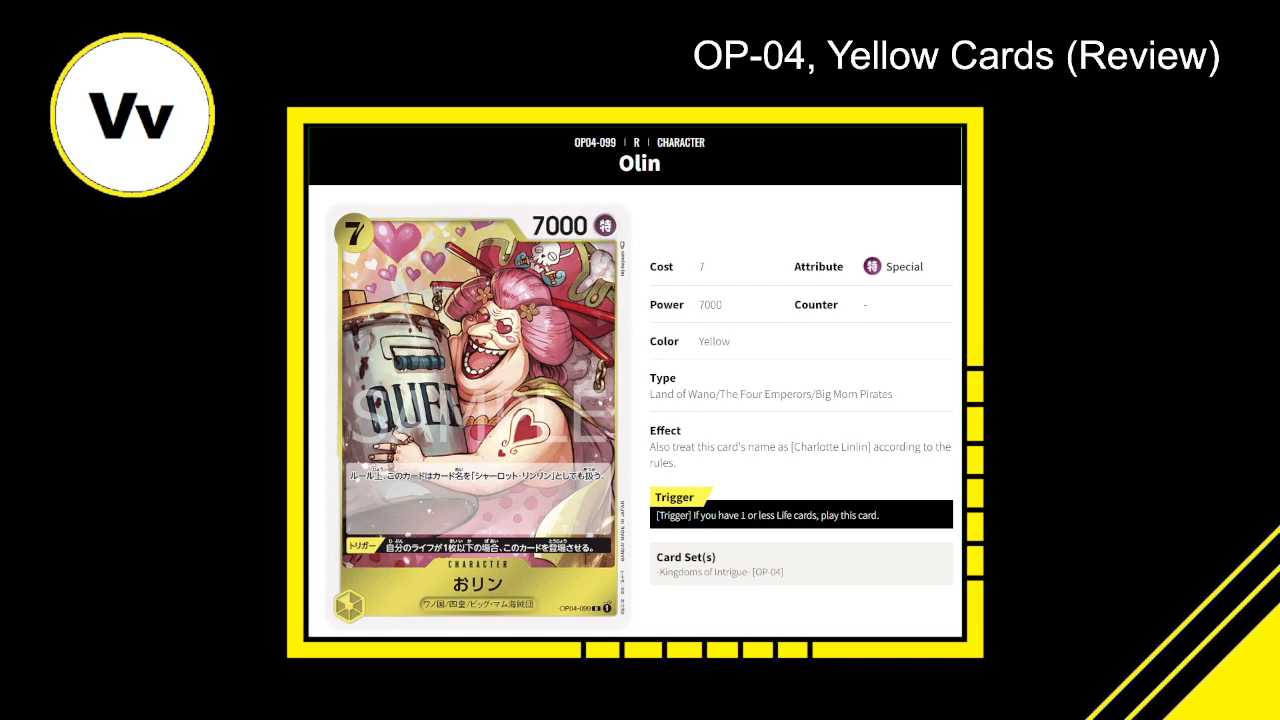 OP-04, Yellow Cards (Review)
Vv
OP04-099 | R | CHARACTER
Olin
7
7000 特
QUEE
SAMPLE
ルール上、このカードはカード名を「シャーロット・リンリン」としても扱う。
トリガー 自分のライフが1枚以下の場合、このカードを登場させる。
CHARACTER
おリン
ワノ国/四皇/ビッグ・マム海賊団
OP04-099 R 1
Cost 7 Attribute 特 Special
Power 7000 Counter -
Color Yellow
Type
Land of Wano/The Four Emperors/Big Mom Pirates
Effect
Also treat this card's name as [Charlotte Linlin] according to the
rules.
Trigger
[Trigger] If you have 1 or less Life cards, play this card.
Card Set(s)
-Kingdoms of Intrigue- [OP-04]